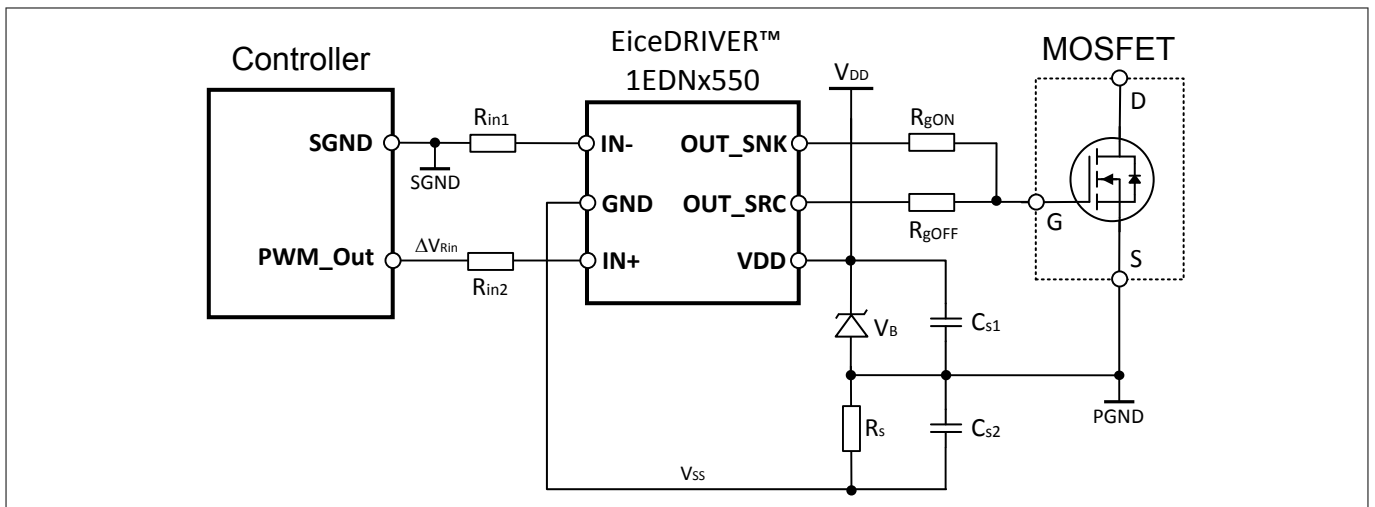 Controller
EiceDRIVER™
1EDNx550
MOSFET
VDD
D
Rin1
RgON
SGND
IN-
OUT_SNK
SGND
GND
OUT_SRC
G
RgOFF
ΔVRin
PWM_Out
IN+
VDD
S
Rin2
VB
Cs1
PGND
Rs
Cs2
VSS